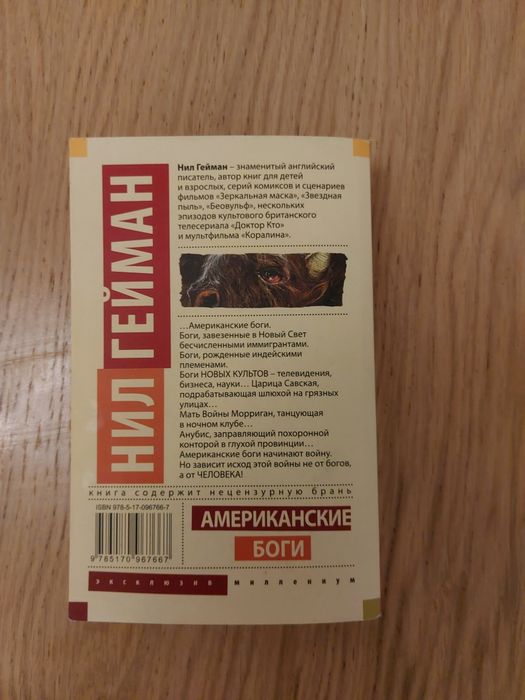 НИЛ ГЕЙМАН
Нил Гейман – знаменитый английский
писатель, автор книг для детей
и взрослых, серий комиксов и сценариев
фильмов «Зеркальная маска», «Звездная
пыль», «Беовульф», нескольких
эпизодов культового британского
телесериала «Доктор Кто»
и мультфильма «Коралина».
...Американские боги.
Боги, завезенные в Новый Свет
бесчисленными иммигрантами.
Боги, рожденные индейскими
племенами.
Боги НОВЫХ КУЛЬТОВ – телевидения,
бизнеса, науки... Царица Савская,
подрабатывающая шлюхой на грязных
улицах...
Мать Войны Морриган, танцующая
в ночном клубе...
Анубис, заправляющий похоронной
конторой в глухой провинции...
Американские боги начинают войну.
Но зависит исход этой войны не от богов,
а от ЧЕЛОВЕКА!
книга содержит нецензурную брань
ISBN 978-5-17-096766-7
9 785170 967667
АМЕРИКАНСКИЕ
БОГИ
эксклюзив миллениум